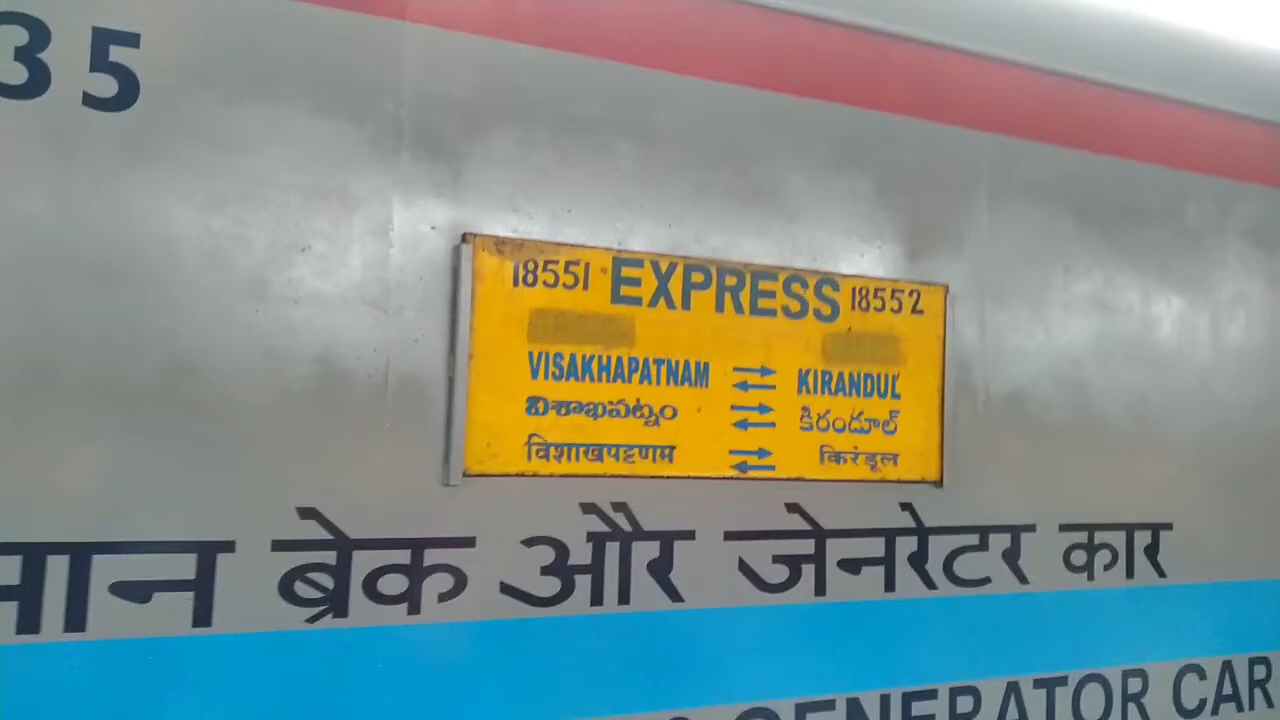 35
18551 EXPRESS 18552
VISAKHAPATNAM ⇄ KIRANDUL
విశాఖపట్నం ⇄ కిరండూల్
विशाखपट्टणम ⇄ किरंडूल
ब्रेक और जेनरेटर कार
GENERATOR CAR